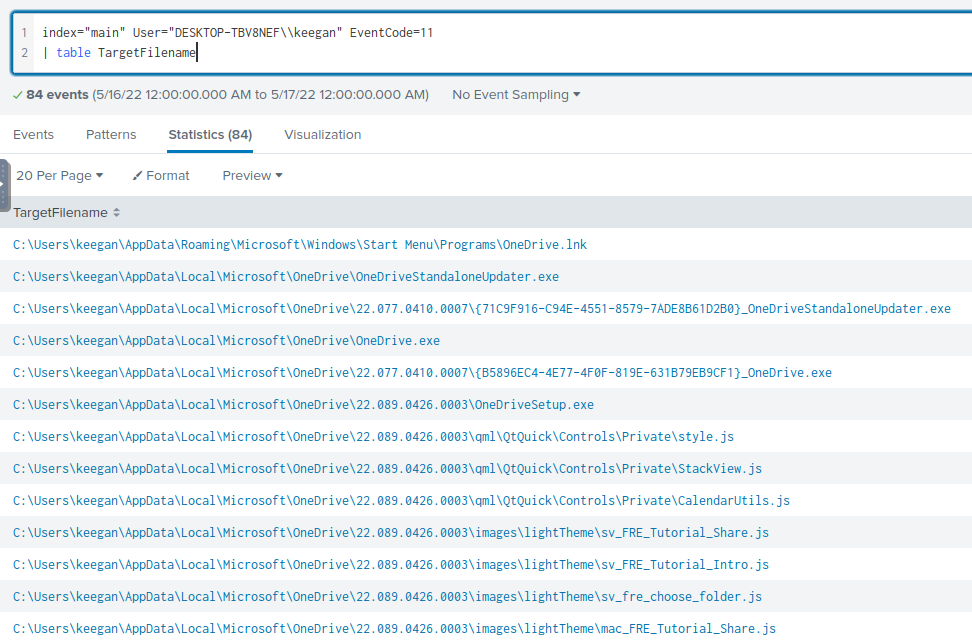 1 index="main" User="DESKTOP-TBV8NEF\\keegan" EventCode=11
2 | table TargetFilename
✓ 84 events (5/16/22 12:00:00.000 AM to 5/17/22 12:00:00.000 AM) No Event Sampling ▾
Events Patterns Statistics (84) Visualization
20 Per Page ▾ Format Preview ▾
TargetFilename
C:\Users\keegan\AppData\Roaming\Microsoft\Windows\Start Menu\Programs\OneDrive.lnk
C:\Users\keegan\AppData\Local\Microsoft\OneDrive\OneDriveStandaloneUpdater.exe
C:\Users\keegan\AppData\Local\Microsoft\OneDrive\22.077.0410.0007\{71C9F916-C94E-4551-8579-7ADE8B61D2B0}_OneDriveStandaloneUpdater.exe
C:\Users\keegan\AppData\Local\Microsoft\OneDrive\OneDrive.exe
C:\Users\keegan\AppData\Local\Microsoft\OneDrive\22.077.0410.0007\{B5896EC4-4E77-4F0F-819E-631B79EB9CF1}_OneDrive.exe
C:\Users\keegan\AppData\Local\Microsoft\OneDrive\22.089.0426.0003\OneDriveSetup.exe
C:\Users\keegan\AppData\Local\Microsoft\OneDrive\22.089.0426.0003\qml\QtQuick\Controls\Private\style.js
C:\Users\keegan\AppData\Local\Microsoft\OneDrive\22.089.0426.0003\qml\QtQuick\Controls\Private\StackView.js
C:\Users\keegan\AppData\Local\Microsoft\OneDrive\22.089.0426.0003\qml\QtQuick\Controls\Private\CalendarUtils.js
C:\Users\keegan\AppData\Local\Microsoft\OneDrive\22.089.0426.0003\images\lightTheme\sv_FRE_Tutorial_Share.js
C:\Users\keegan\AppData\Local\Microsoft\OneDrive\22.089.0426.0003\images\lightTheme\sv_FRE_Tutorial_Intro.js
C:\Users\keegan\AppData\Local\Microsoft\OneDrive\22.089.0426.0003\images\lightTheme\sv_fre_choose_folder.js
C:\Users\keegan\AppData\Local\Microsoft\OneDrive\22.089.0426.0003\images\lightTheme\mac_FRE_Tutorial_Share.js